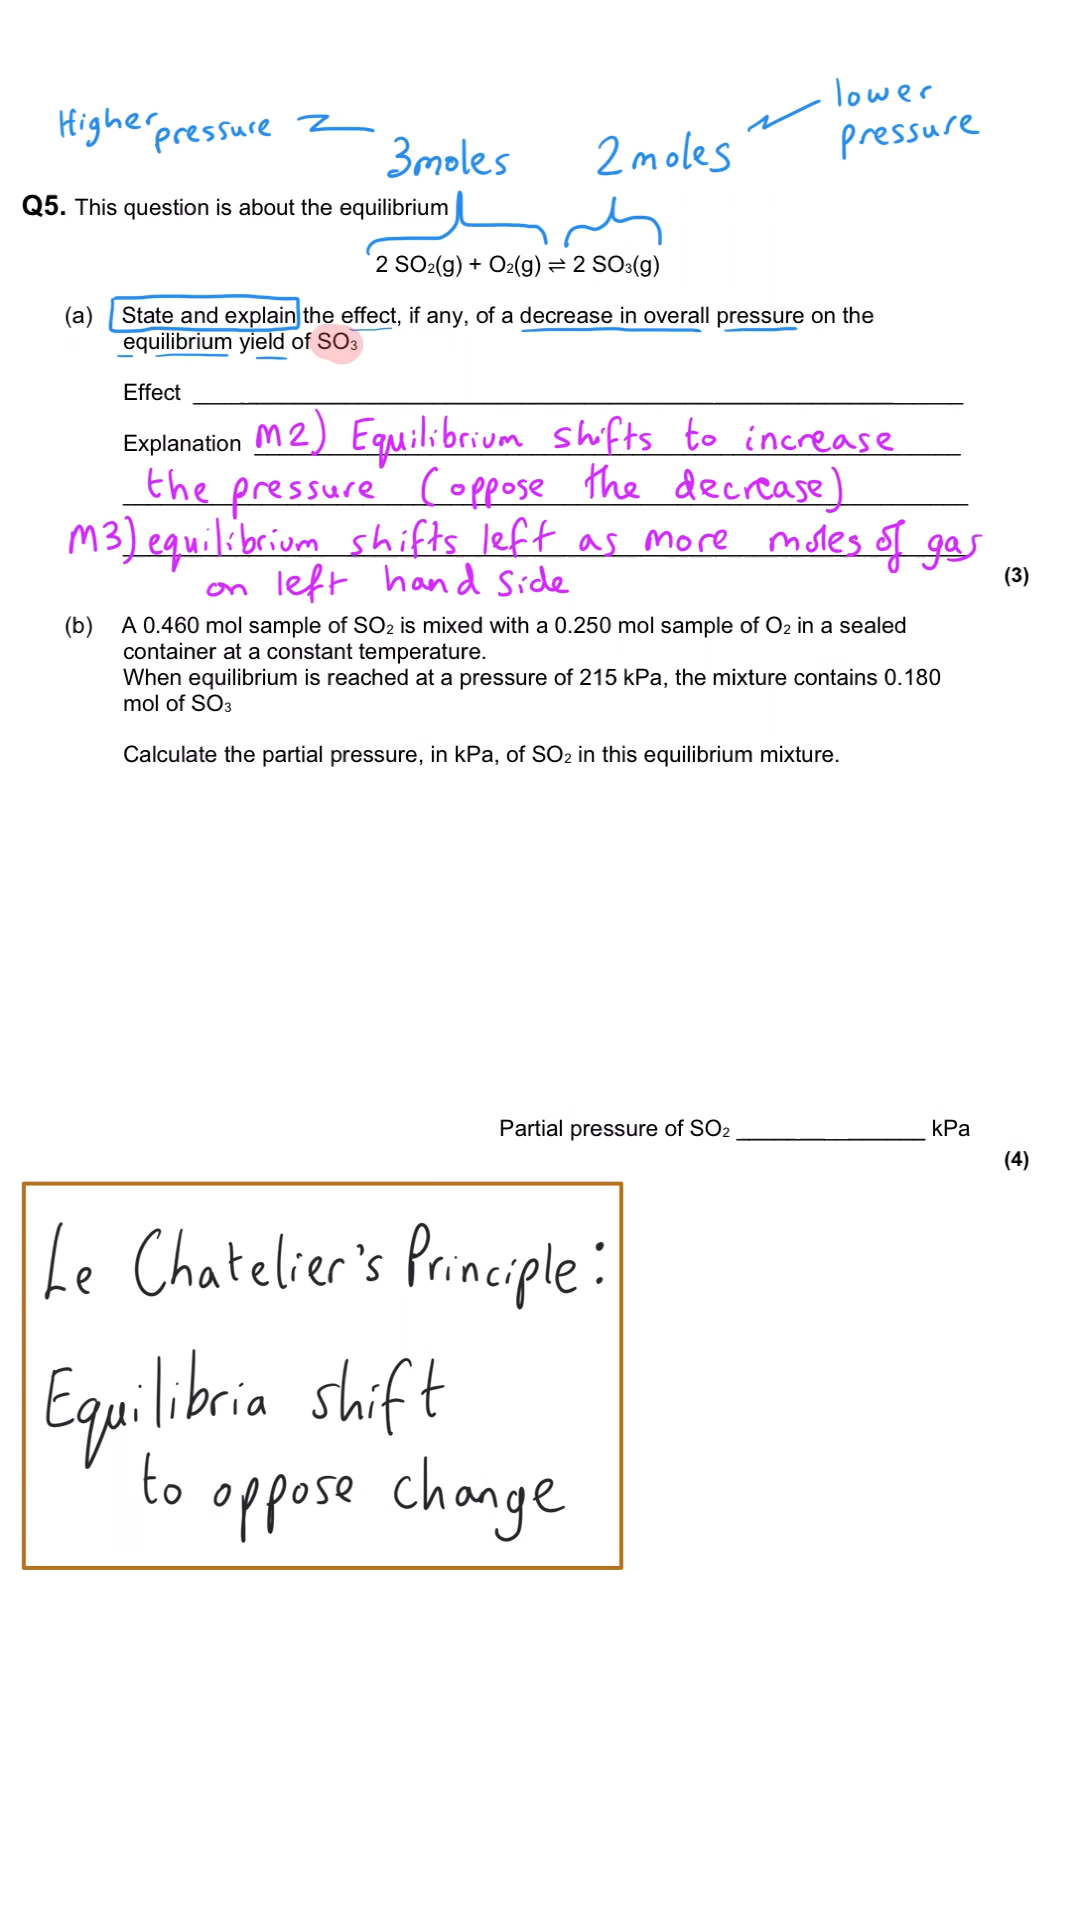 Higher pressure
lower
pressure
3moles 2 moles
Q5. This question is about the equilibrium
2 SO₂(g) + O₂(g) ⇌ 2 SO₃(g)
(a) State and explain the effect, if any, of a decrease in overall pressure on the
equilibrium yield of SO₃
Effect
Explanation M2) Equilibrium shifts to increase
the pressure (oppose the decrease)
M3) equilibrium shifts left as more moles of gas
on left hand side
(3)
(b) A 0.460 mol sample of SO₂ is mixed with a 0.250 mol sample of O₂ in a sealed
container at a constant temperature.
When equilibrium is reached at a pressure of 215 kPa, the mixture contains 0.180
mol of SO₃
Calculate the partial pressure, in kPa, of SO₂ in this equilibrium mixture.
Partial pressure of SO₂ ______________ kPa
(4)
Le Chatelier's Principle:
Equilibria shift
to oppose change